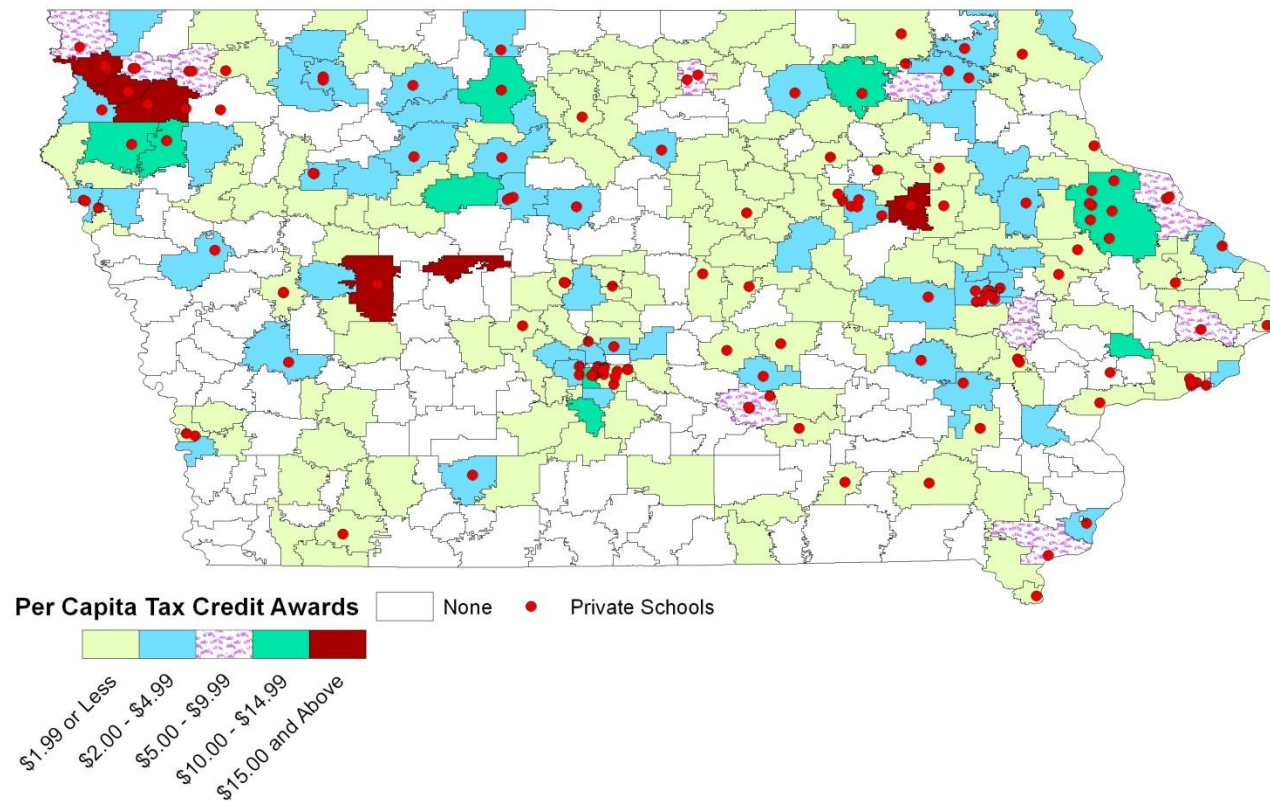 Per Capita Tax Credit Awards None Private Schools
$1.99 or Less
$2.00 - $4.99
$5.00 - $9.99
$10.00 - $14.99
$15.00 and Above